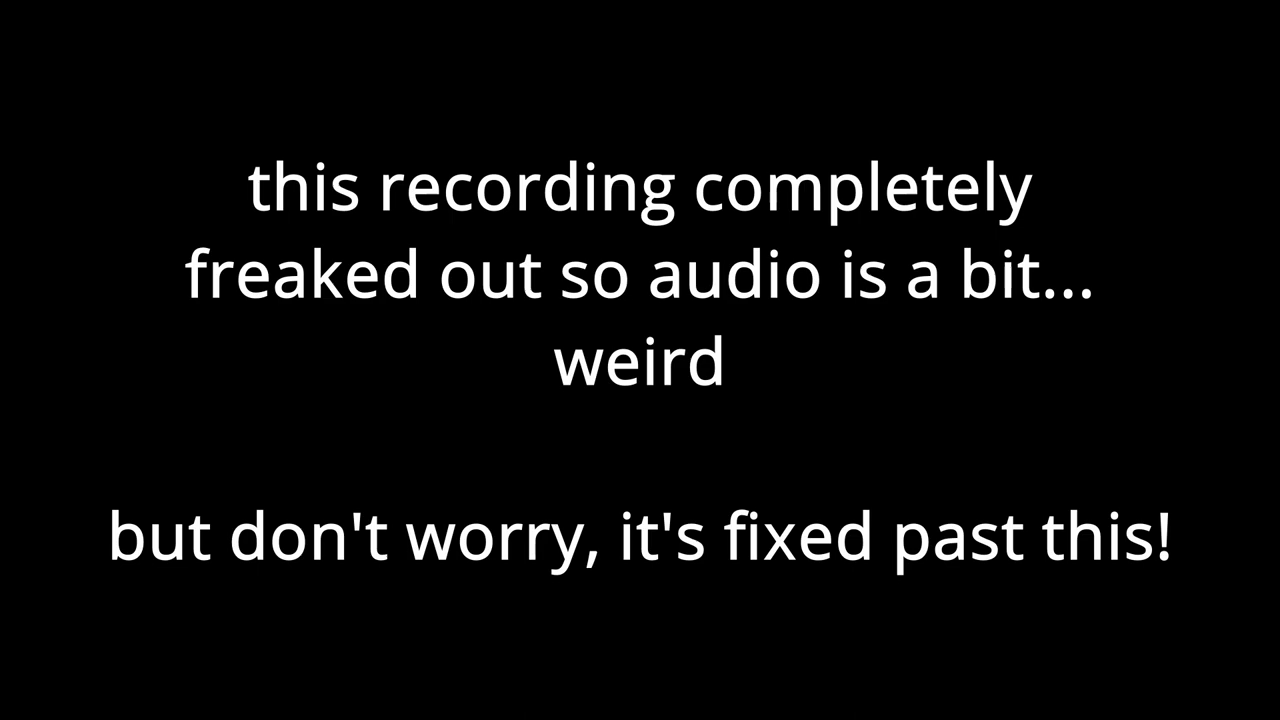 this recording completely
freaked out so audio is a bit...
weird
but don't worry, it's fixed past this!